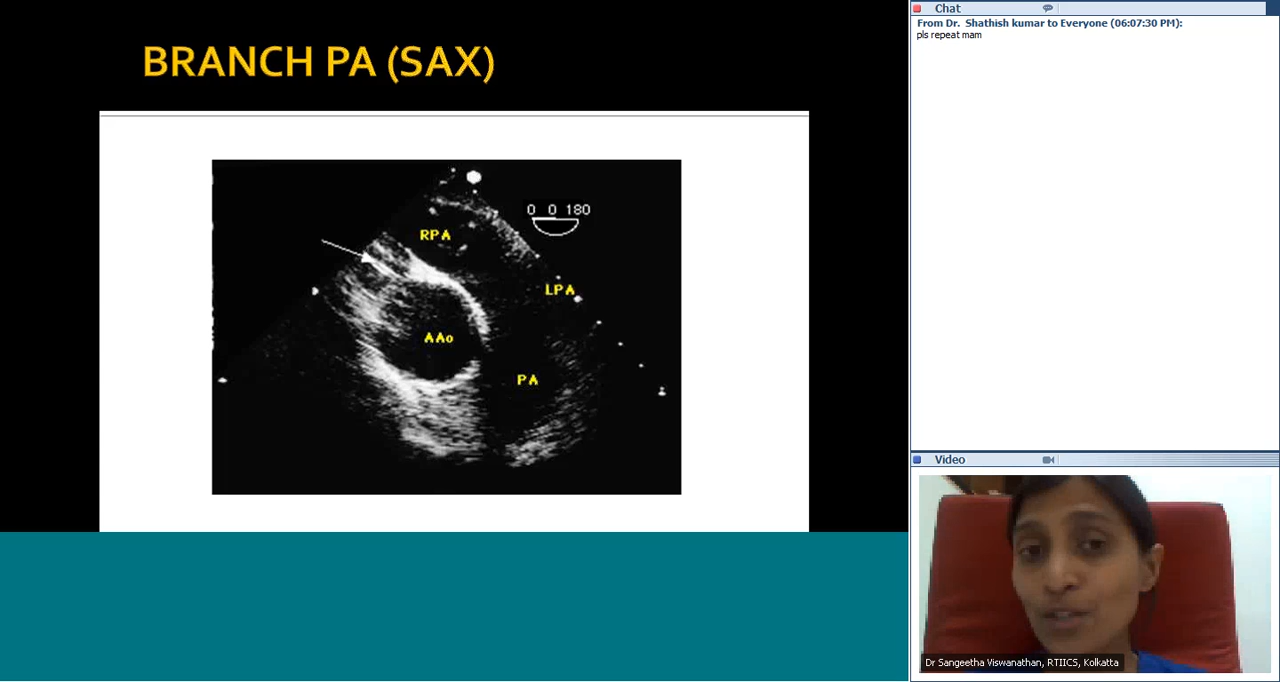 BRANCH PA (SAX)
0 0 180
RPA
LPA
AAo
PA
Chat
From Dr. Shathish kumar to Everyone (06:07:30 PM):
pls repeat mam
Video
Dr Sangeetha Viswanathan, RTIICS, Kolkatta